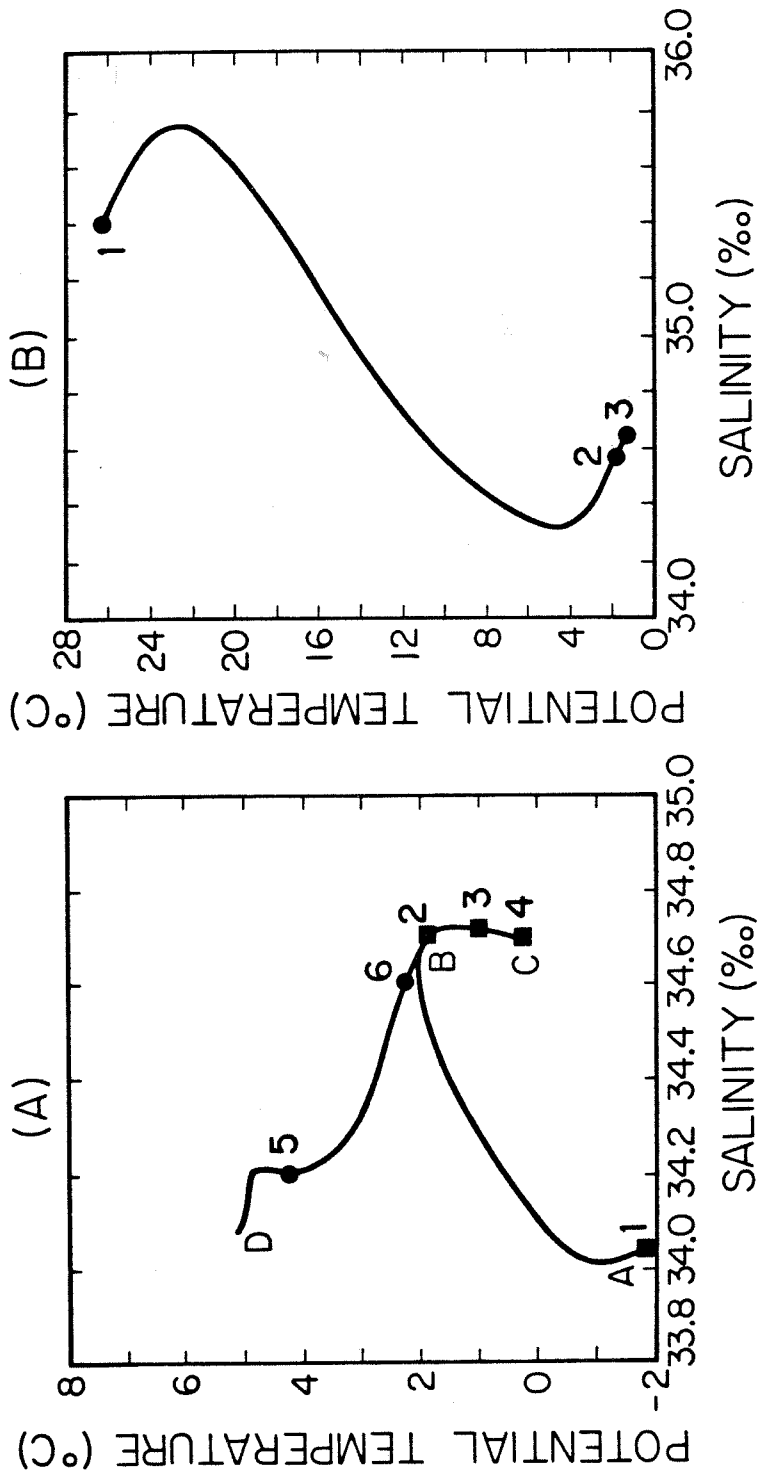 (A)
POTENTIAL TEMPERATURE (°C)
8
6
4
2
0
-2
D
5
6
2
B
3
4
C
A
1
33.8 34.0 34.2 34.4 34.6 34.8 35.0
SALINITY (‰)
(B)
POTENTIAL TEMPERATURE (°C)
28
24
20
16
12
8
4
0
1
2
3
34.0 35.0 36.0
SALINITY (‰)